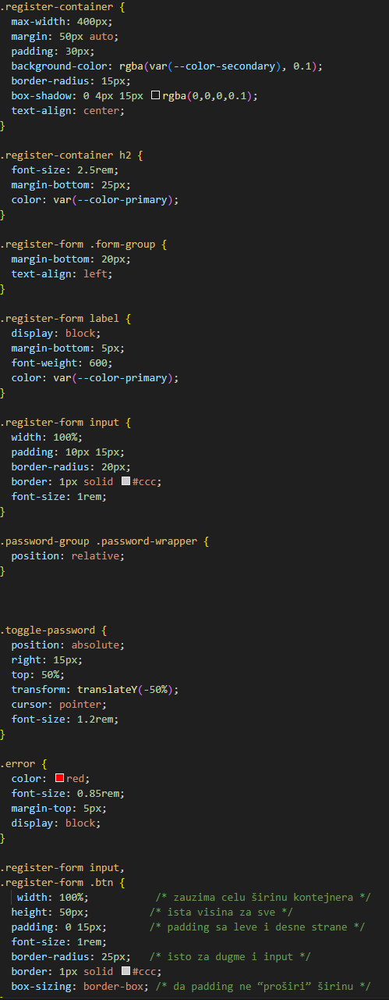 .register-container {
  max-width: 400px;
  margin: 50px auto;
  padding: 30px;
  background-color: rgba(var(--color-secondary), 0.1);
  border-radius: 15px;
  box-shadow: 0 4px 15px rgba(0,0,0,0.1);
  text-align: center;
}

.register-container h2 {
  font-size: 2.5rem;
  margin-bottom: 25px;
  color: var(--color-primary);
}

.register-form .form-group {
  margin-bottom: 20px;
  text-align: left;
}

.register-form label {
  display: block;
  margin-bottom: 5px;
  font-weight: 600;
  color: var(--color-primary);
}

.register-form input {
  width: 100%;
  padding: 10px 15px;
  border-radius: 20px;
  border: 1px solid #ccc;
  font-size: 1rem;
}

.password-group .password-wrapper {
  position: relative;
}

.toggle-password {
  position: absolute;
  right: 15px;
  top: 50%;
  transform: translateY(-50%);
  cursor: pointer;
  font-size: 1.2rem;
}

.error {
  color: red;
  font-size: 0.85rem;
  margin-top: 5px;
  display: block;
}

.register-form input,
.register-form .btn {
   width: 100%;           /* zauzima celu širinu kontejnera */
  height: 50px;          /* ista visina za sve */
  padding: 0 15px;       /* padding sa leve i desne strane */
  font-size: 1rem;
  border-radius: 25px;   /* isto za dugme i input */
  border: 1px solid #ccc;
  box-sizing: border-box; /* da padding ne “proširi” širinu */